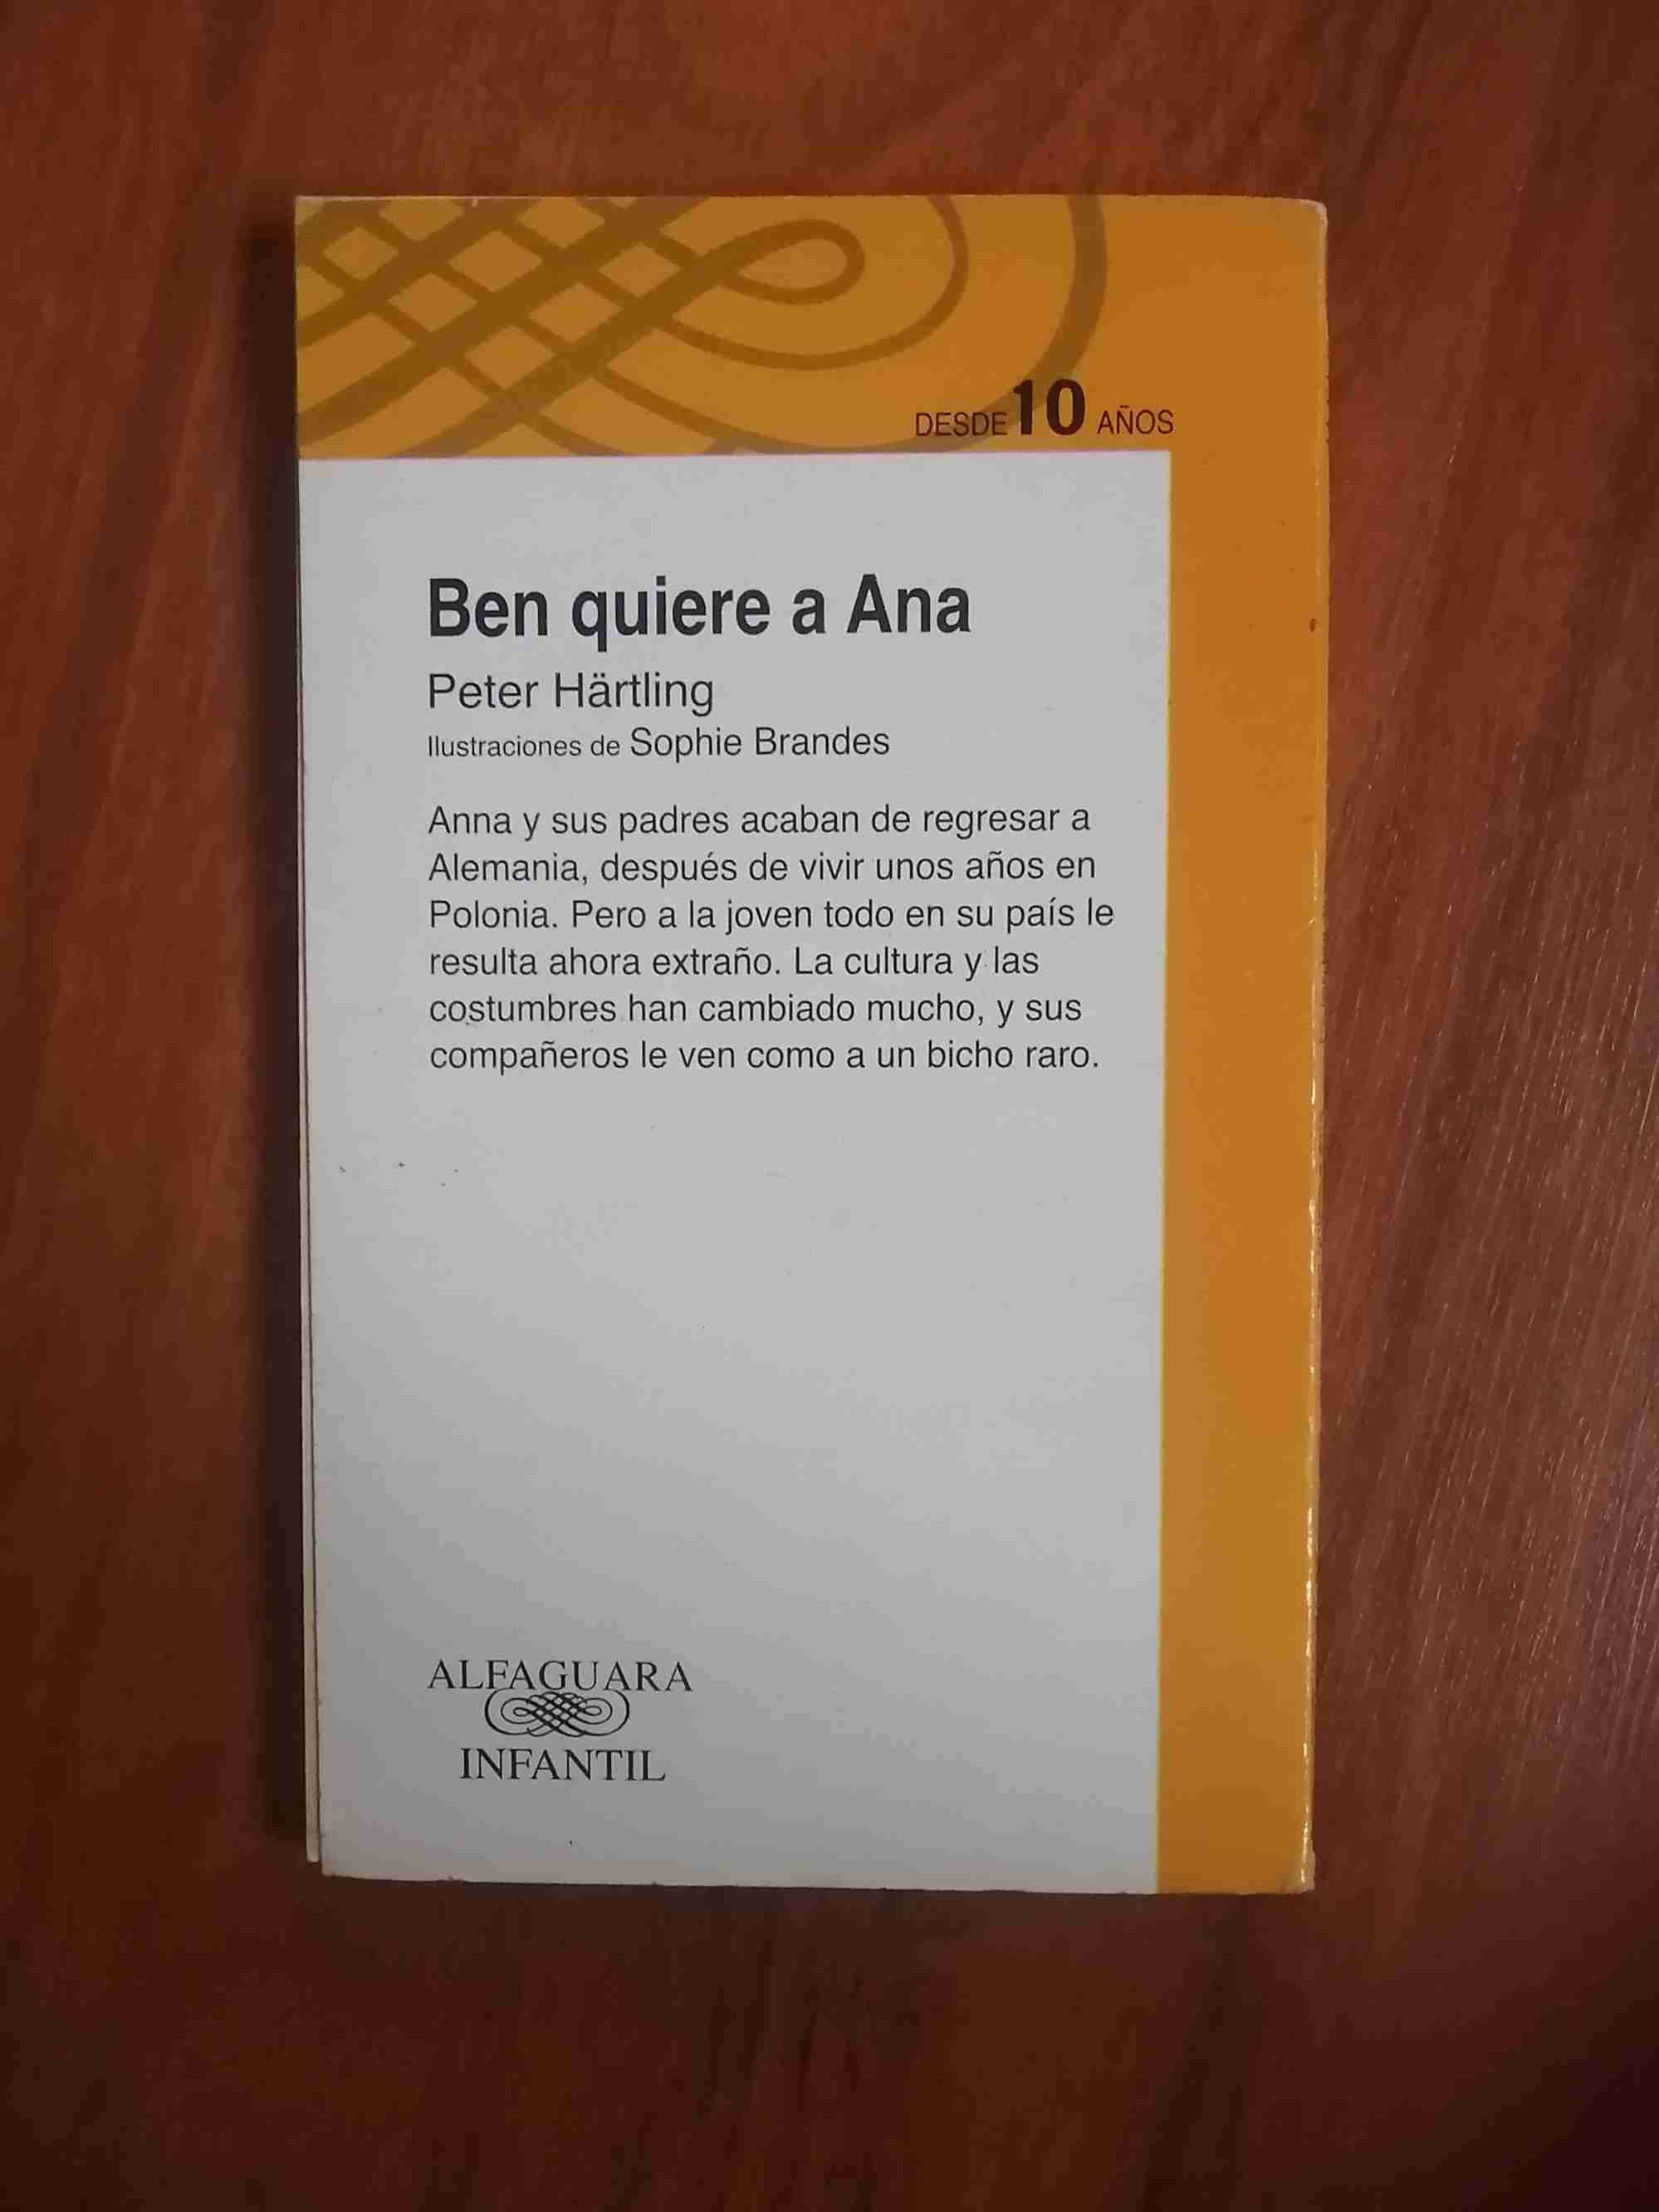 DESDE 10 AÑOS
Ben quiere a Ana
Peter Härtling
Ilustraciones de Sophie Brandes
Anna y sus padres acaban de regresar a
Alemania, después de vivir unos años en
Polonia. Pero a la joven todo en su país le
resulta ahora extraño. La cultura y las
costumbres han cambiado mucho, y sus
compañeros le ven como a un bicho raro.
ALFAGUARA
INFANTIL